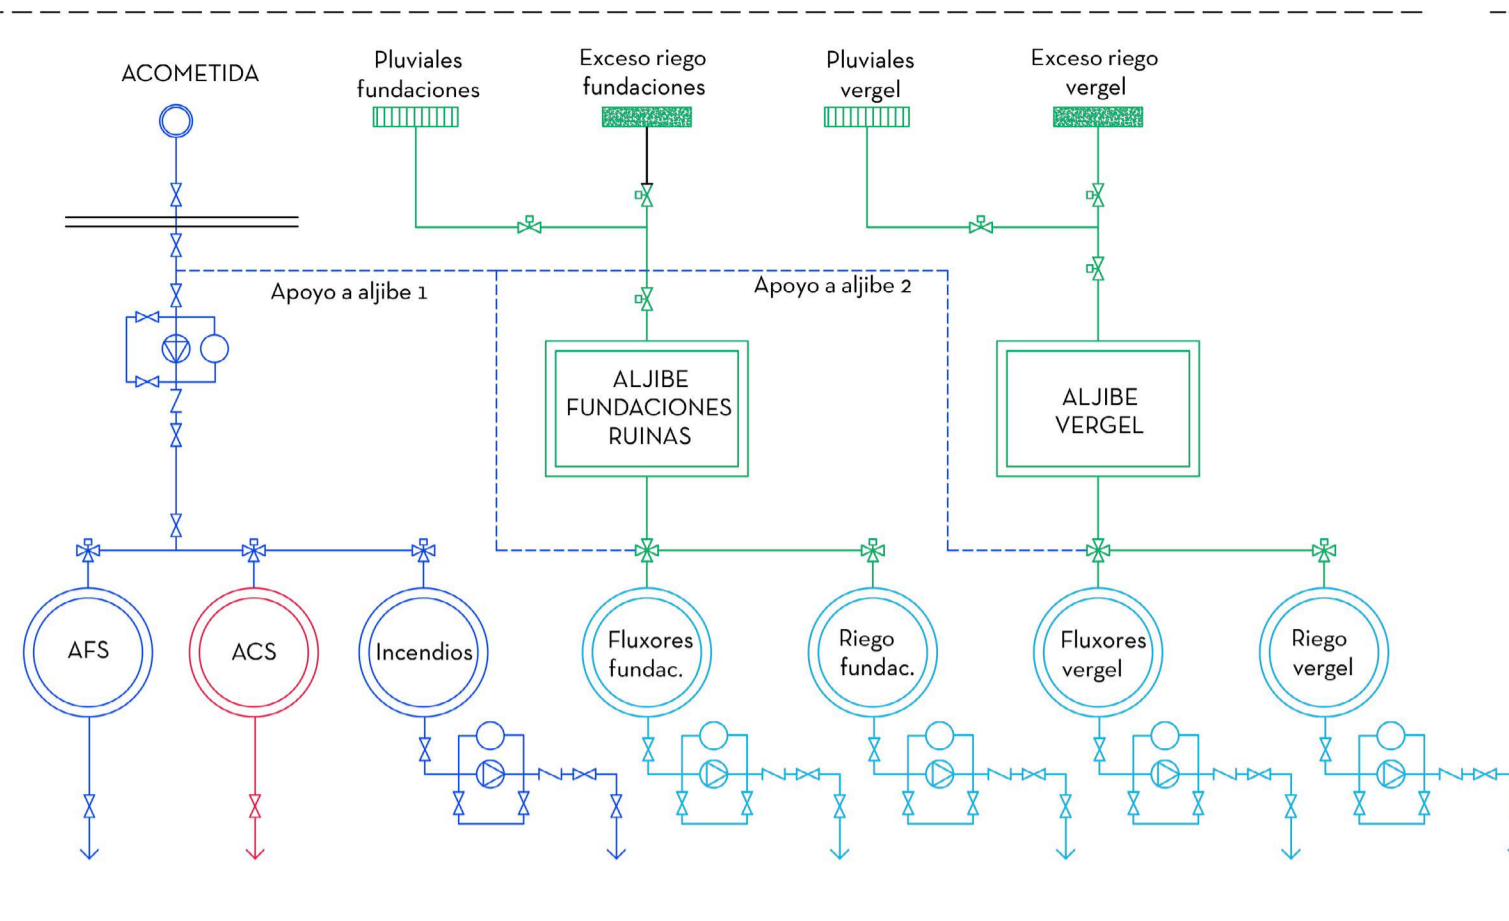 ACOMETIDA
Pluviales
fundaciones
Exceso riego
fundaciones
Pluviales
vergel
Exceso riego
vergel
Apoyo a aljibe 1
Apoyo a aljibe 2
ALJIBE
FUNDACIONES
RUINAS
ALJIBE
VERGEL
AFS
ACS
Incendios
Fluxores
fundac.
Riego
fundac.
Fluxores
vergel
Riego
vergel